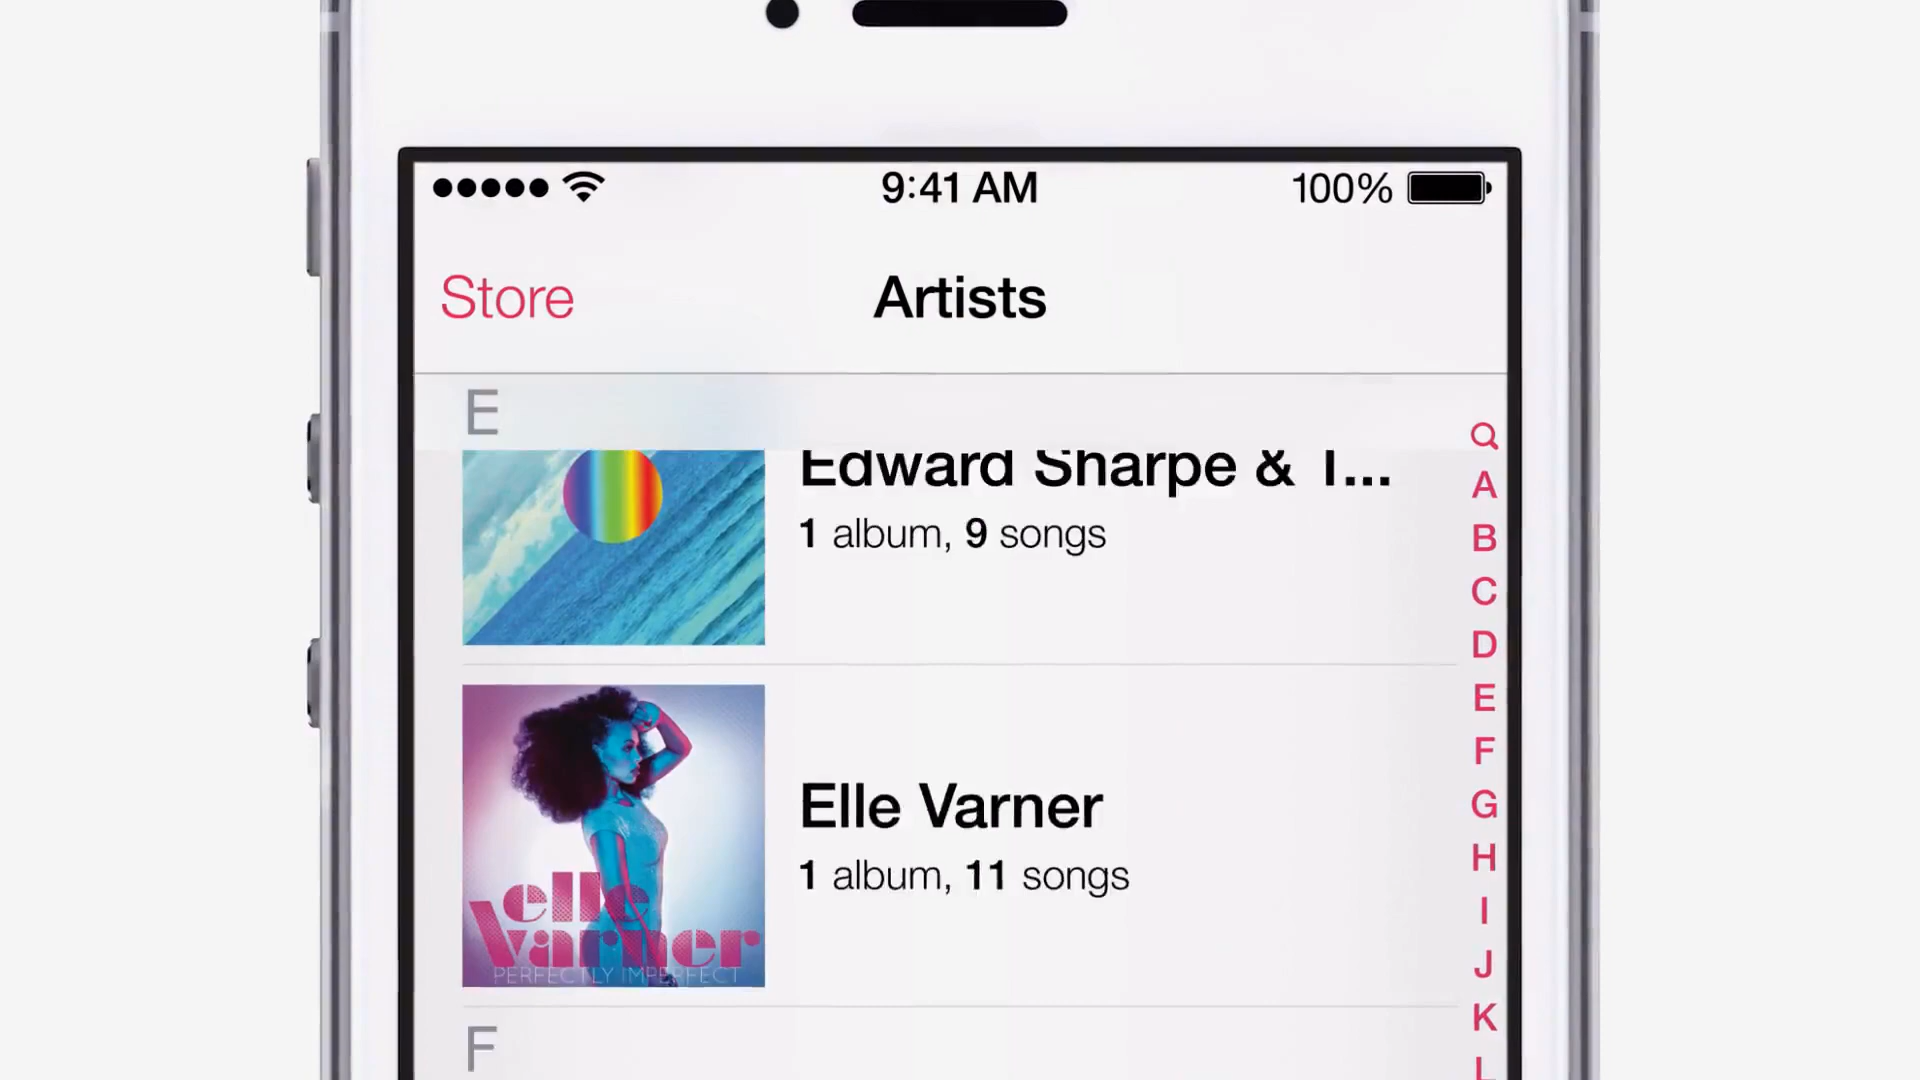 9:41 AM
100%
Store
Artists
E
Edward Sharpe & T...
1 album, 9 songs
elle
varner
PERFECTLY IMPERFECT
Elle Varner
1 album, 11 songs
F
A
B
C
D
E
F
G
H
I
J
K
L